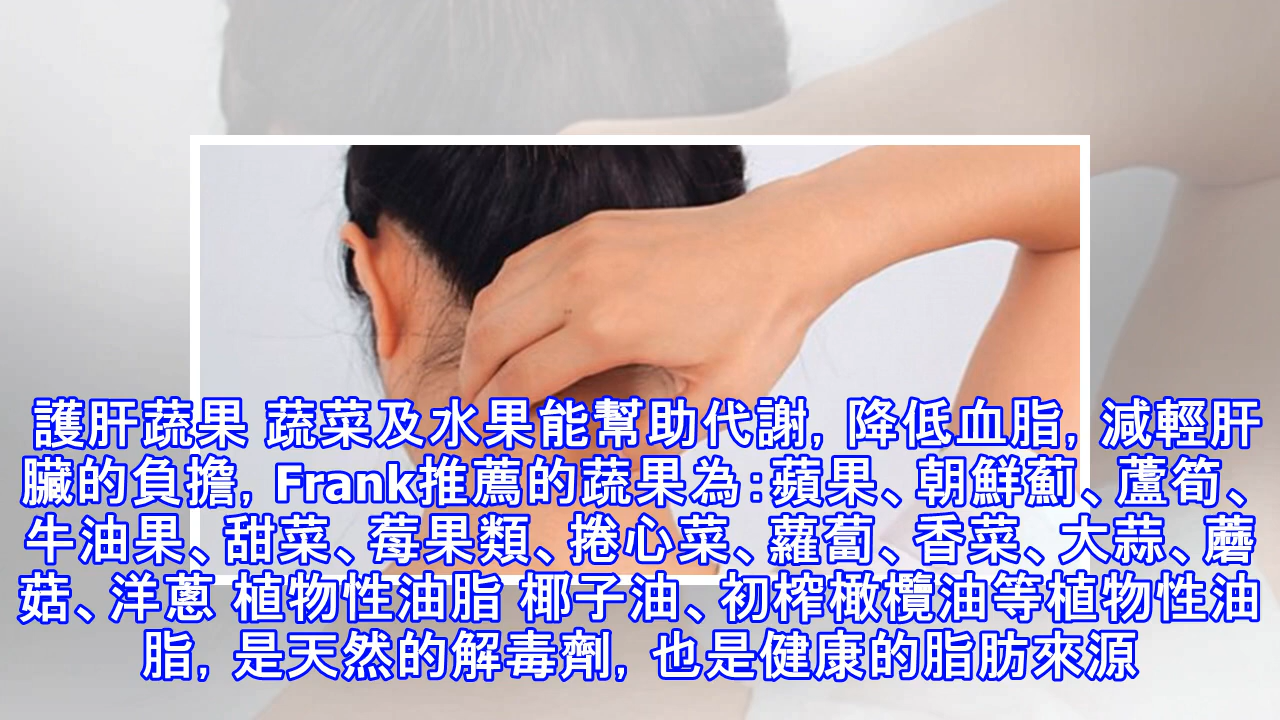 護肝蔬果 蔬菜及水果能幫助代謝, 降低血脂, 減輕肝
臟的負擔, Frank推薦的蔬果為:蘋果、朝鮮薊、蘆筍、
牛油果、甜菜、莓果類、捲心菜、蘿蔔、香菜、大蒜、蘑
菇、洋蔥 植物性油脂 椰子油、初榨橄欖油等植物性油
脂, 是天然的解毒劑, 也是健康的脂肪來源